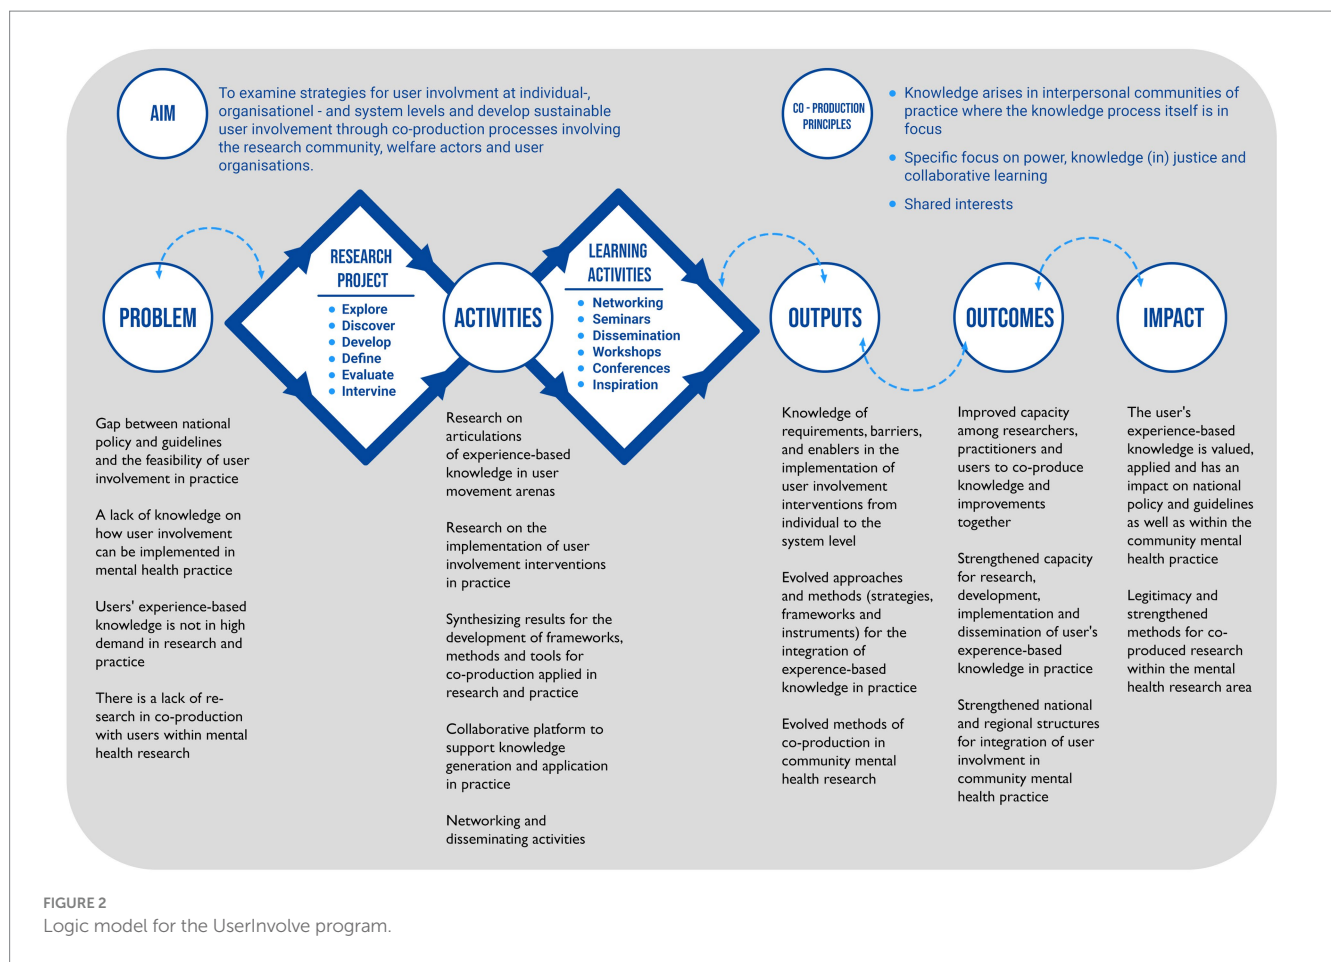 AIM
To examine strategies for user involvment at individual-,
organisationel - and system levels and develop sustainable
user involvement through co-production processes involving
the research community, welfare actors and user
organisations.
CO - PRODUCTION
PRINCIPLES
Knowledge arises in interpersonal communities of
practice where the knowledge process itself is in
focus
Specific focus on power, knowledge (in) justice and
collaborative learning
Shared interests
PROBLEM
Gap between national
policy and guidelines
and the feasibility of user
involvement in practice
A lack of knowledge on
how user involvement
can be implemented in
mental health practice
Users' experience-based
knowledge is not in high
demand in research and
practice
There is a lack of re-
search in co-production
with users within mental
health research
RESEARCH
PROJECT
Explore
Discover
Develop
Define
Evaluate
Intervine
ACTIVITIES
Research on
articulations
of experience-based
knowledge in user
movement arenas
Research on the
implementation of user
involvement interventions
in practice
Synthesizing results for the
development of frameworks,
methods and tools for
co-production applied in
research and practice
Collaborative platform to
support knowledge
generation and application
in practice
Networking and
disseminating activities
LEARNING
ACTIVITIES
Networking
Seminars
Dissemination
Workshops
Conferences
Inspiration
OUTPUTS
Knowledge of
requirements, barriers,
and enablers in the
implementation of
user involvement
interventions from
individual to the
system level
Evolved approaches
and methods (strategies,
frameworks and
instruments) for the
integration of
experence-based
knowledge in practice
Evolved methods of
co-production in
community mental
health research
OUTCOMES
Improved capacity
among researchers,
practitioners and
users to co-produce
knowledge and
improvements
together
Strengthened capacity
for research,
development,
implementation and
dissemination of user's
experence-based
knowledge in practice
Strengthened national
and regional structures
for integration of user
involvment in
community mental
health practice
IMPACT
The user's
experience-based
knowledge is valued,
applied and has an
impact on national
policy and guidelines
as well as within the
community mental
health practice
Legitimacy and
strengthened
methods for co-
produced research
within the mental
health research area
FIGURE 2
Logic model for the UserInvolve program.